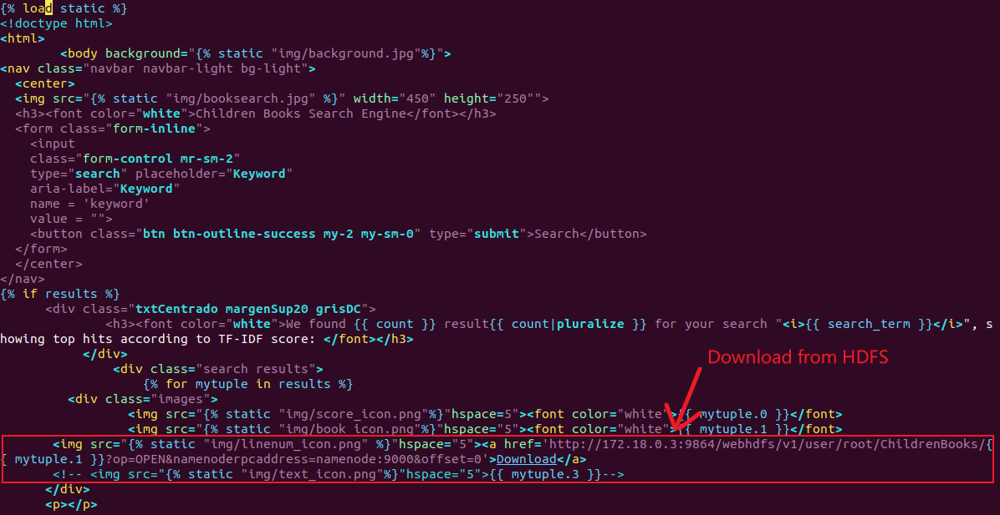 {% load static %}
<!doctype html>
<html>
<body background="{% static "img/background.jpg"%}">
<nav class="navbar navbar-light bg-light">
<center>
<img src="{% static "img/booksearch.jpg" %}" width="450" height="250"">
<h3><font color="white">Children Books Search Engine</font></h3>
<form class="form-inline">
<input
class="form-control mr-sm-2"
type="search" placeholder="Keyword"
aria-label="Keyword"
name = 'keyword'
value = "">
<button class="btn btn-outline-success my-2 my-sm-0" type="submit">Search</button>
</form>
</center>
</nav>
{% if results %}
<div class="txtCentrado margenSup20 grisDC">
<h3><font color="white">We found {{ count }} result{{ count|pluralize }} for your search "<i>{{ search_term }}</i>", s
howing top hits according to TF-IDF score: </font></h3>
</div>
Download from HDFS
<div class="search results">
{% for mytuple in results %}
<div class="images">
<img src="{% static "img/score_icon.png"%}"hspace=5"><font color="white">{{ mytuple.0 }}</font>
<img src="{% static "img/book_icon.png"%}"hspace=5"><font color="white">{{ mytuple.1 }}</font>
<img src="{% static "img/linenum_icon.png" %}"hspace="5"><a href='http://172.18.0.3:9864/webhdfs/v1/user/root/ChildrenBooks/{
{ mytuple.1 }}?op=OPEN&namenoderpcaddress=namenode:9000&offset=0'>Download</a>
<!-- <img src="{% static "img/text_icon.png"%}"hspace="5">{{ mytuple.3 }}-->
</div>
<p></p>